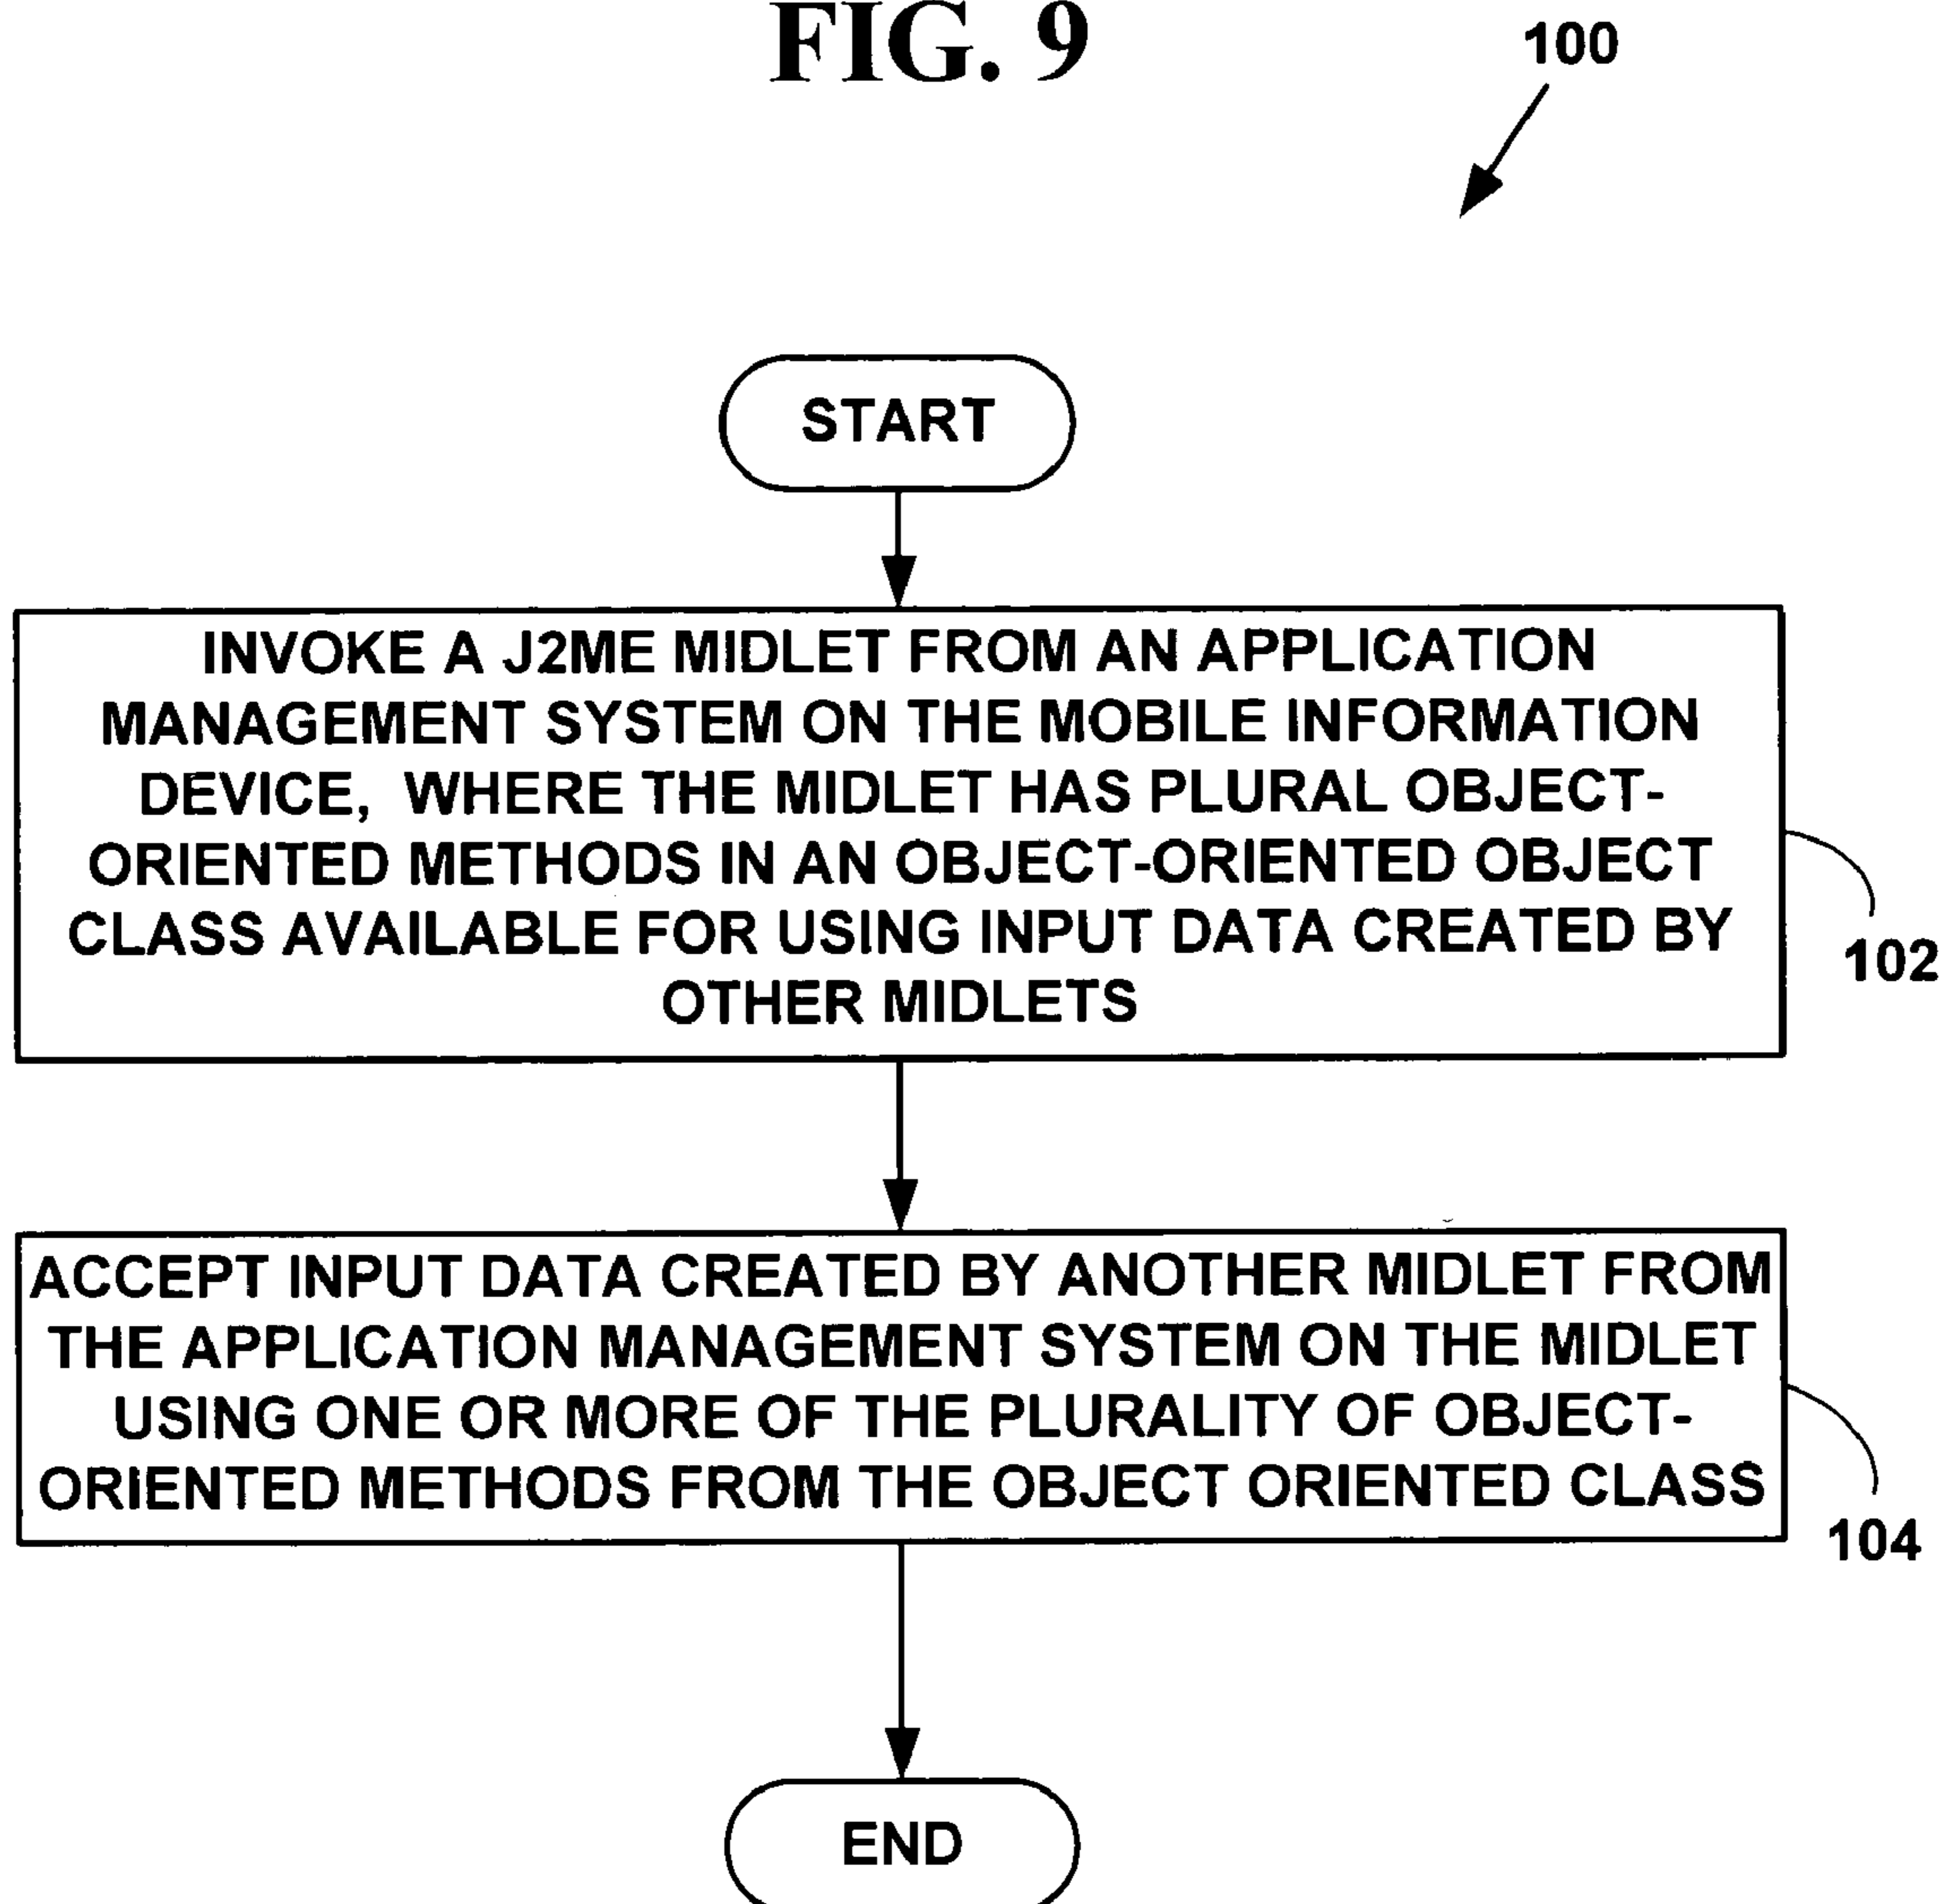 FIG. 9
100
START
INVOKE A J2ME MIDLET FROM AN APPLICATION
MANAGEMENT SYSTEM ON THE MOBILE INFORMATION
DEVICE, WHERE THE MIDLET HAS PLURAL OBJECT-
ORIENTED METHODS IN AN OBJECT-ORIENTED OBJECT
CLASS AVAILABLE FOR USING INPUT DATA CREATED BY
OTHER MIDLETS
102
ACCEPT INPUT DATA CREATED BY ANOTHER MIDLET FROM
THE APPLICATION MANAGEMENT SYSTEM ON THE MIDLET
USING ONE OR MORE OF THE PLURALITY OF OBJECT-
ORIENTED METHODS FROM THE OBJECT ORIENTED CLASS
104
END